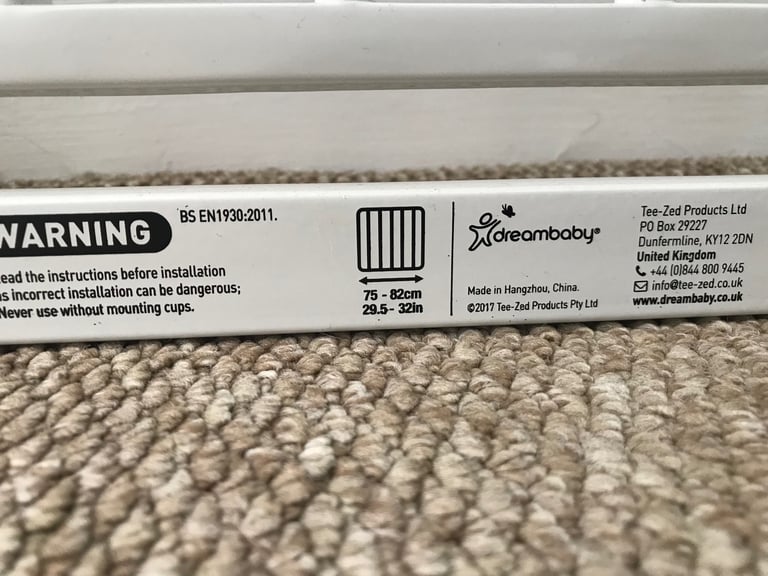 WARNING
BS EN1930:2011.
ead the instructions before installation
as incorrect installation can be dangerous;
Never use without mounting cups.
75 - 82cm
29.5 - 32in
dreambaby®
Made in Hangzhou, China.
©2017 Tee-Zed Products Pty Ltd
Tee-Zed Products Ltd
PO Box 29227
Dunfermline, KY12 2DN
United Kingdom
+44 (0)844 800 9445
info@tee-zed.co.uk
www.dreambaby.co.uk